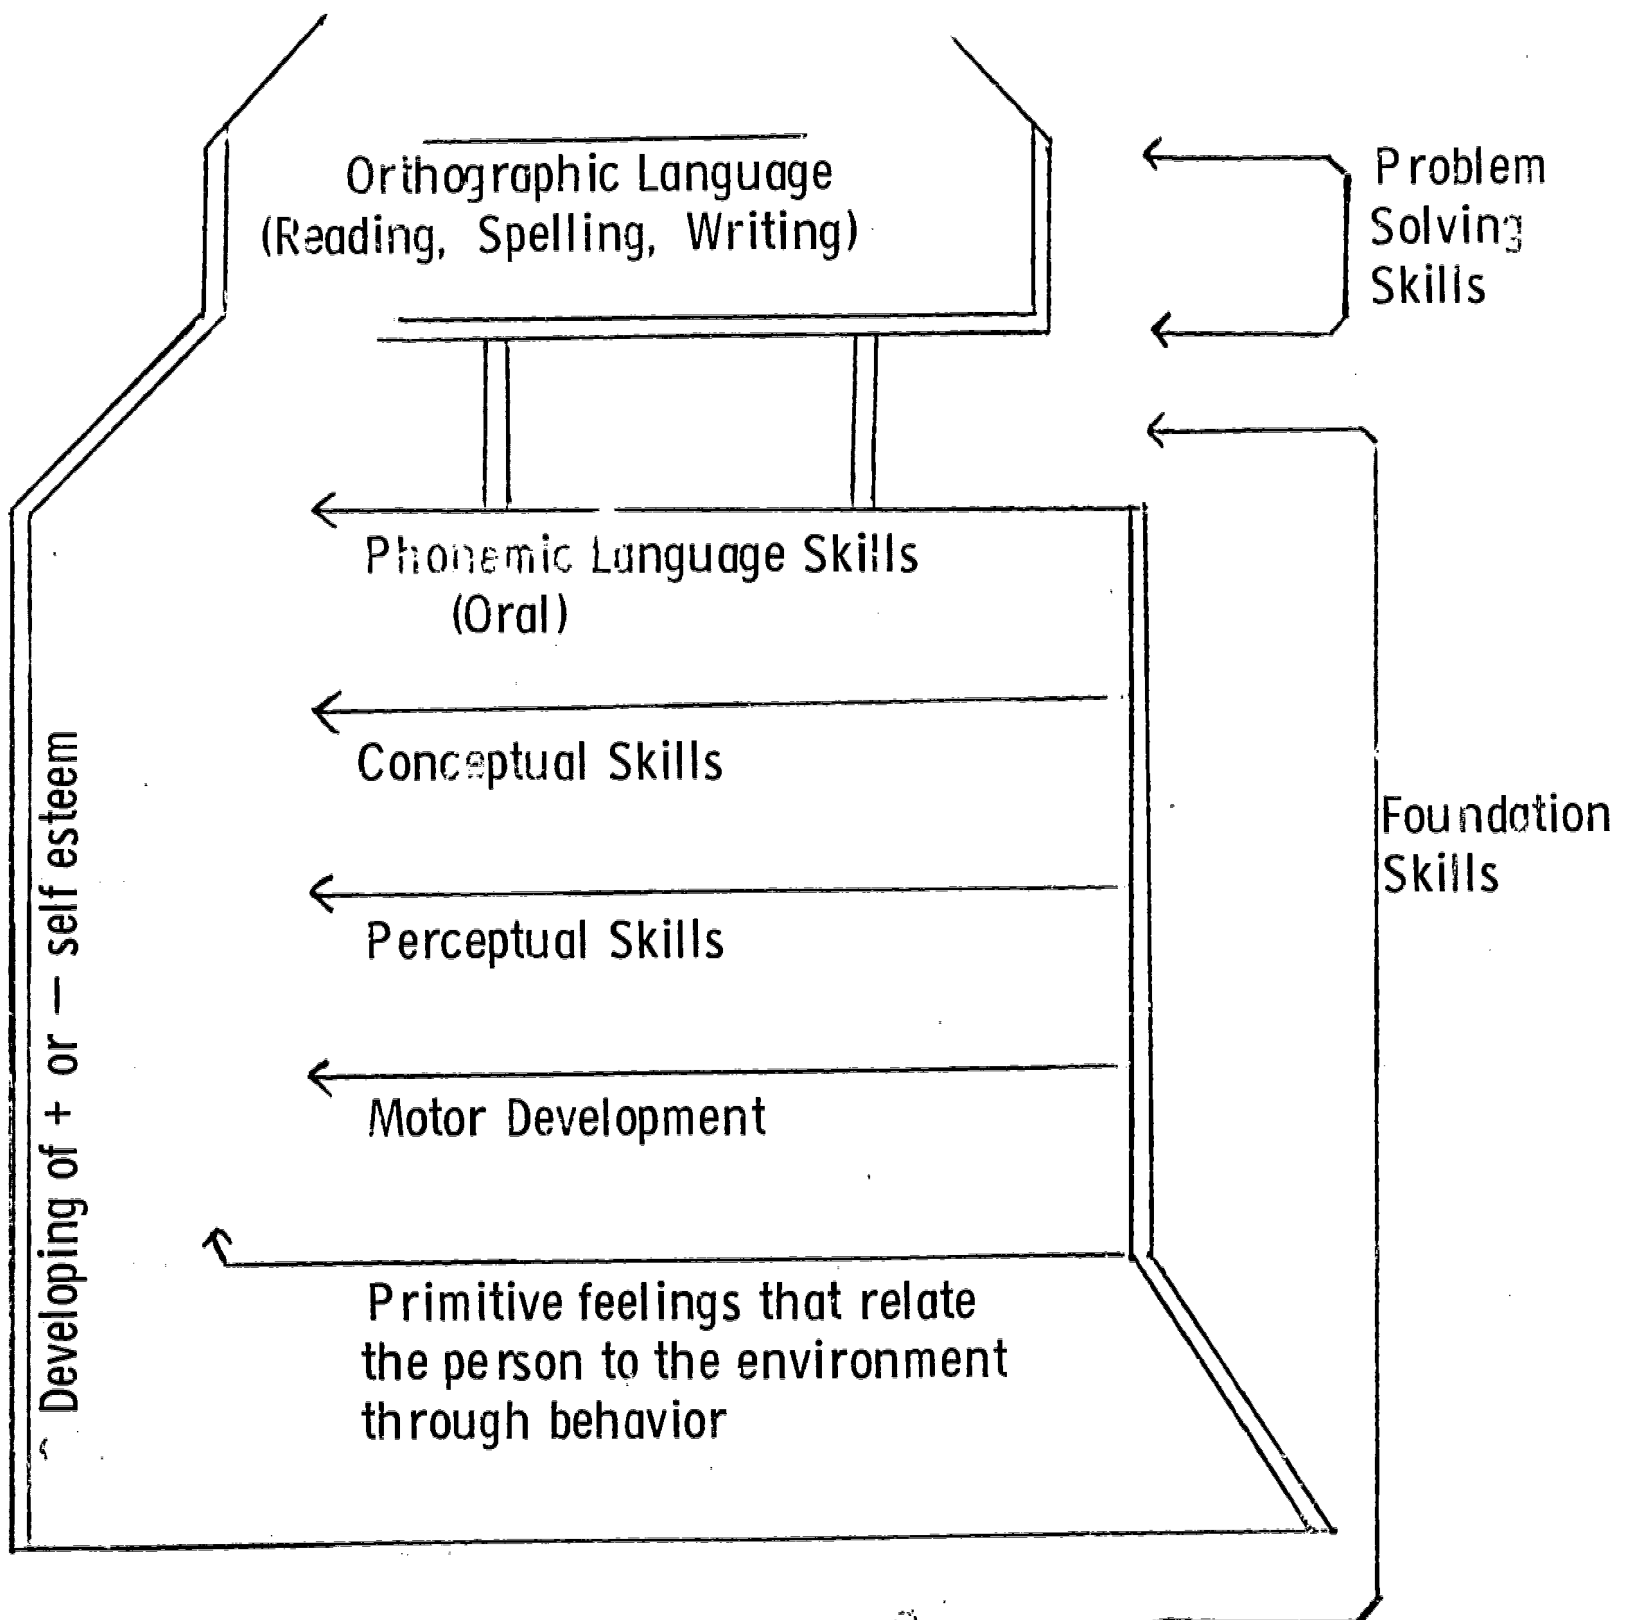 Orthographic Language
(Reading, Spelling, Writing)
Problem
Solving
Skills
Phonemic Language Skills
(Oral)
Conceptual Skills
Foundation
Skills
Perceptual Skills
Motor Development
Primitive feelings that relate
the person to the environment
through behavior
Developing of + or — self esteem